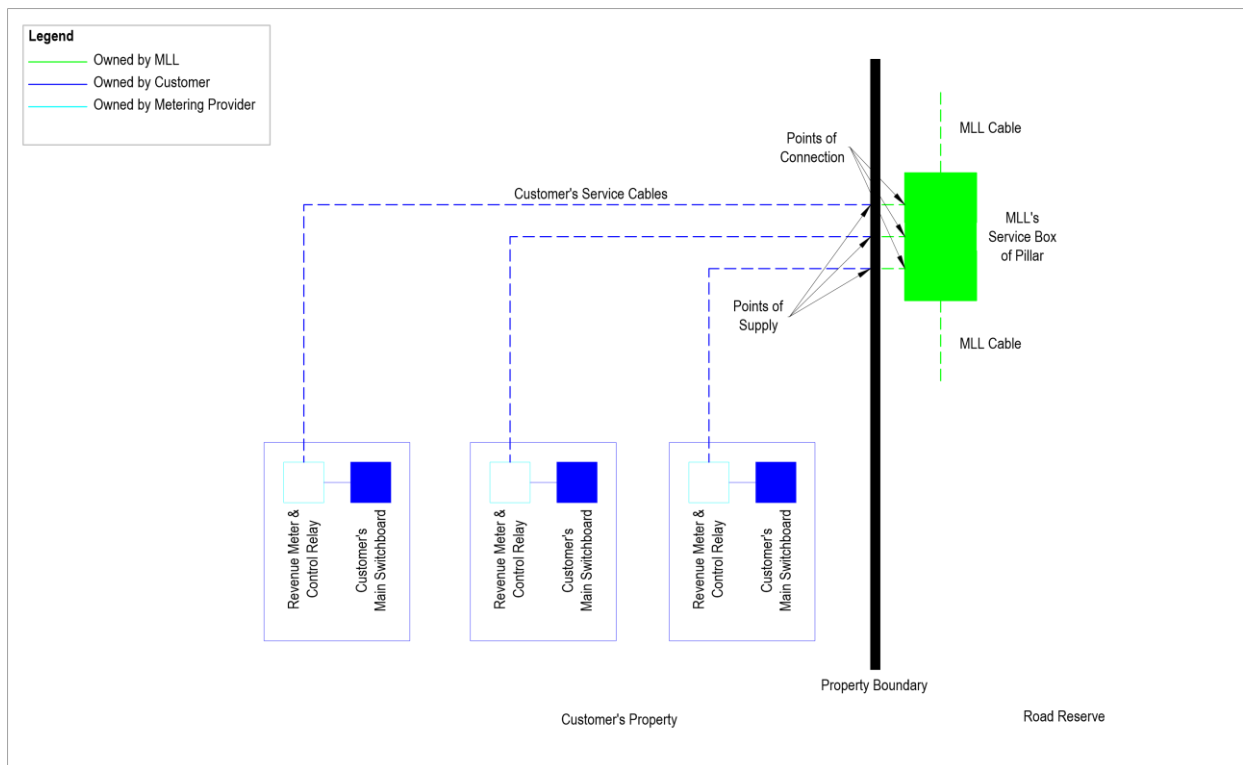 Legend
Owned by MLL
Owned by Customer
Owned by Metering Provider
MLL Cable
Points of
Connection
Customer's Service Cables
MLL's
Service Box
of Pillar
Points of
Supply
MLL Cable
Revenue Meter &
Control Relay
Customer's
Main Switchboard
Revenue Meter &
Control Relay
Customer's
Main Switchboard
Revenue Meter &
Control Relay
Customer's
Main Switchboard
Property Boundary
Customer's Property
Road Reserve